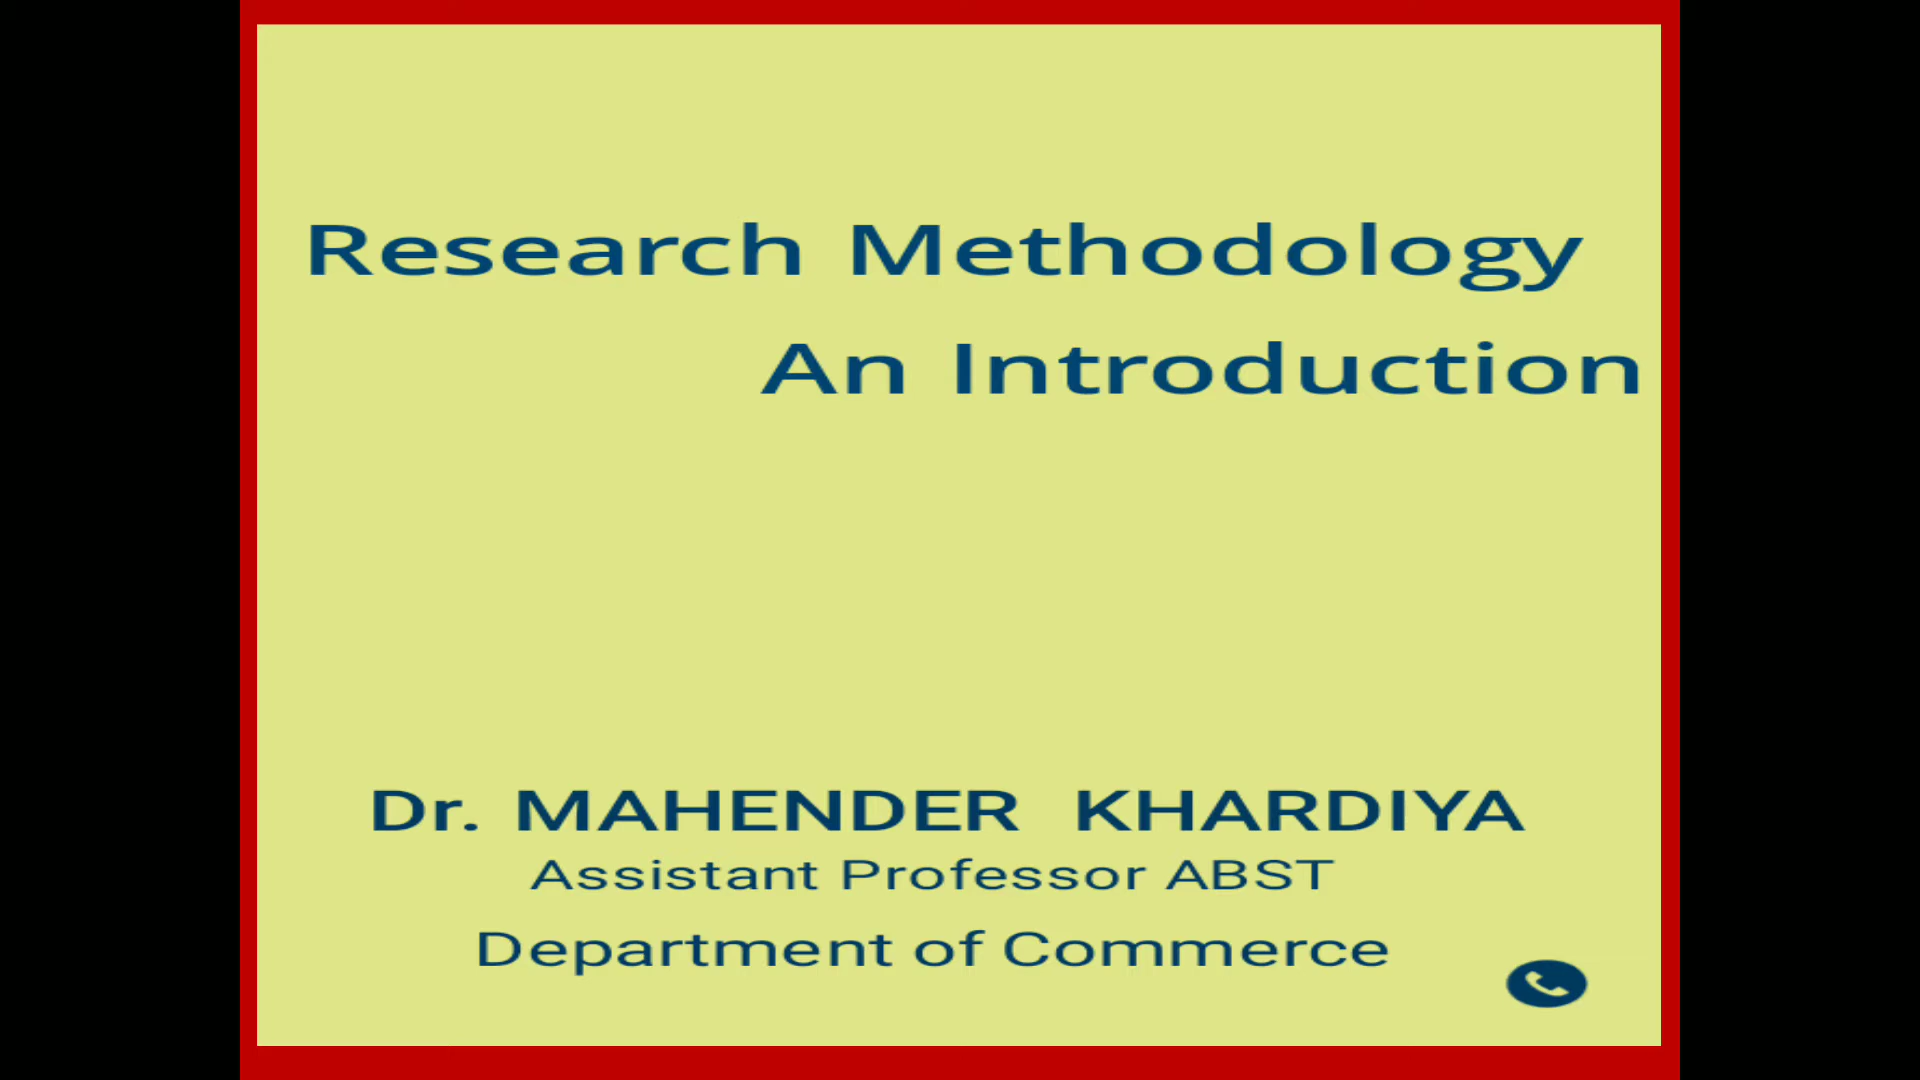 Research Methodology
An Introduction
Dr. MAHENDER KHARDIYA
Assistant Professor ABST
Department of Commerce